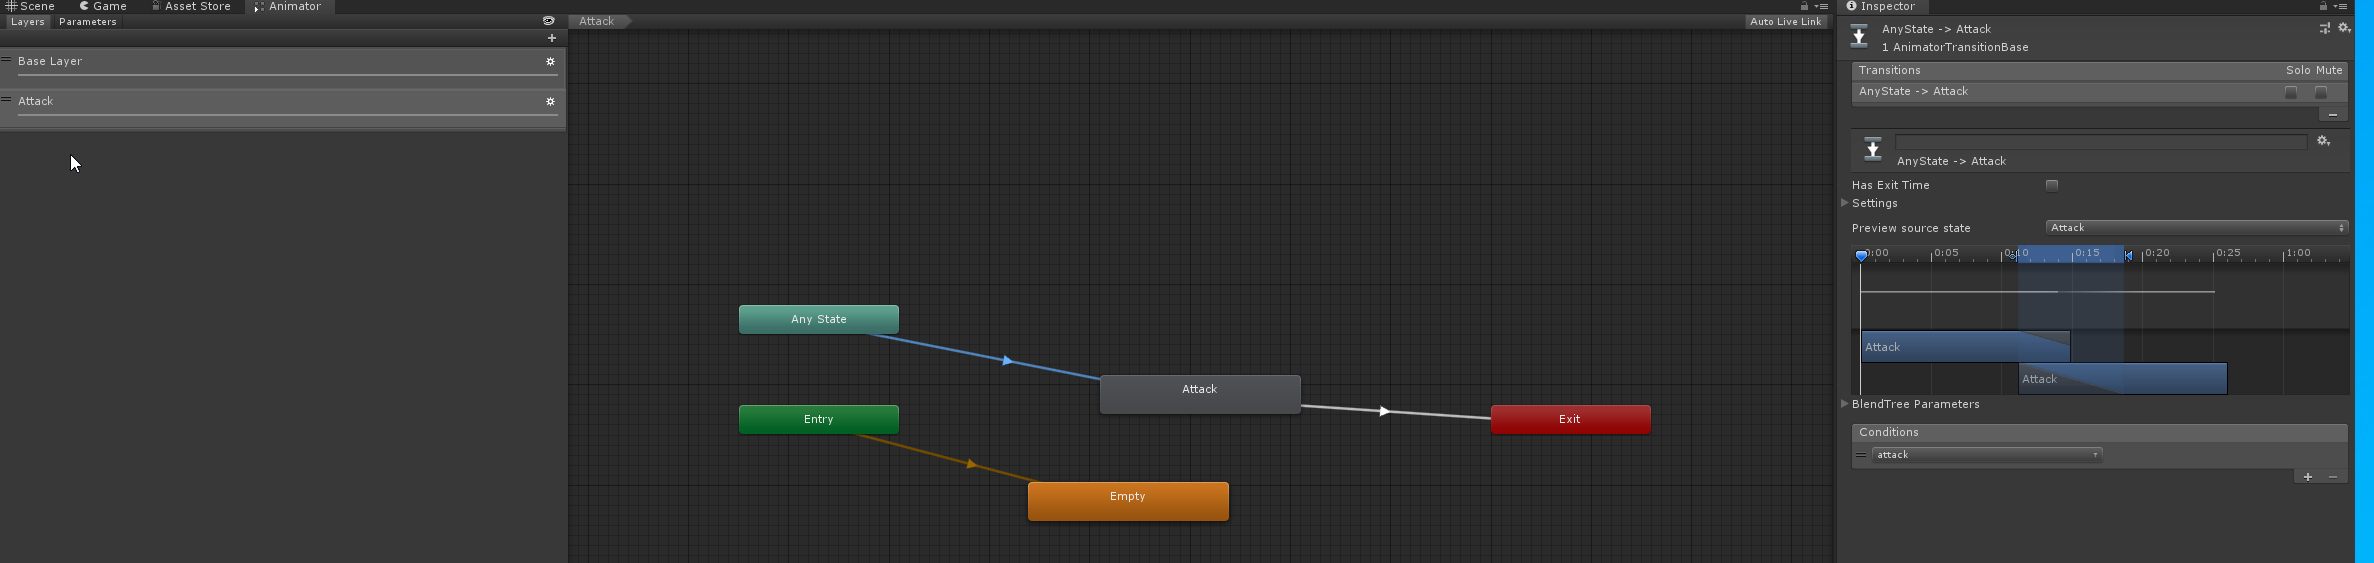 Scene Game Asset Store Animator
Layers Parameters
Base Layer
Attack
Attack
Auto Live Link
Any State
Attack
Entry
Exit
Empty
Inspector
AnyState -> Attack
1 AnimatorTransitionBase
Transitions Solo Mute
AnyState -> Attack
AnyState -> Attack
Has Exit Time
Settings
Preview source state Attack
0:00 0:05 0:10 0:15 0:20 0:25 1:00
Attack
Attack
BlendTree Parameters
Conditions
attack